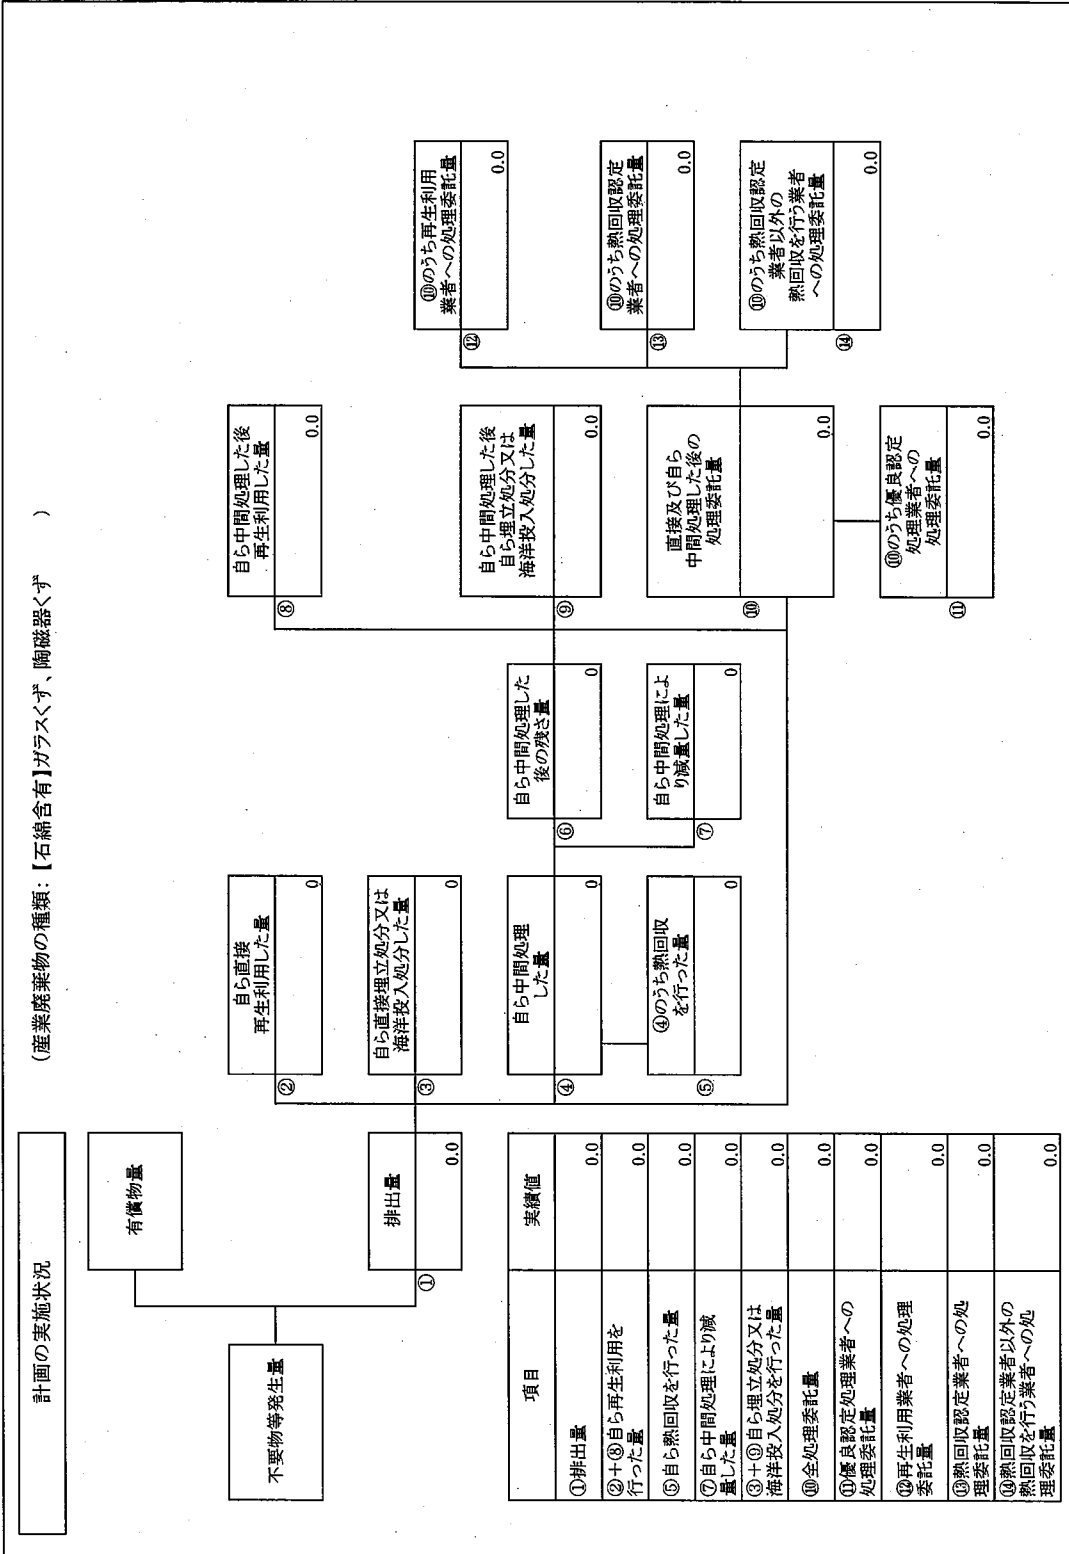 計画の実施状況
(産業廃棄物の種類:【石綿含有】ガラスくず、陶磁器くず )
不要物等発生量
有償物量
排出量
①
0.0
自ら直接
再生利用した量
②
0
自ら直接埋立処分又は
海洋投入処分した量
③
0
自ら中間処理
した量
④
0
④のうち熱回収
を行った量
⑤
0
自ら中間処理した
後の残さ量
⑥
0
自ら中間処理によ
り減量した量
⑦
0
自ら中間処理した後
再生利用した量
⑧
0.0
自ら中間処理した後
自ら埋立処分又は
海洋投入処分した量
⑨
0.0
直接及び自ら
中間処理した後の
処理委託量
⑩
0.0
⑩のうち優良認定
処理業者への
処理委託量
⑪
0.0
⑩のうち再生利用
業者への処理委託量
⑫
0.0
⑩のうち熱回収認定
業者への処理委託量
⑬
0.0
⑩のうち熱回収認定
業者以外の
熱回収を行う業者
への処理委託量
⑭
0.0
項目 実績値
①排出量 0.0
②+⑧自ら再生利用を
行った量 0.0
⑤自ら熱回収を行った量 0.0
⑦自ら中間処理により減
量した量 0.0
③+⑨自ら埋立処分又は
海洋投入処分を行った量 0.0
⑩全処理委託量 0.0
⑪優良認定処理業者への
処理委託量 0.0
⑫再生利用業者への処理
委託量 0.0
⑬熱回収認定業者への処
理委託量 0.0
⑭熱回収認定業者以外の
熱回収を行う業者への処
理委託量 0.0